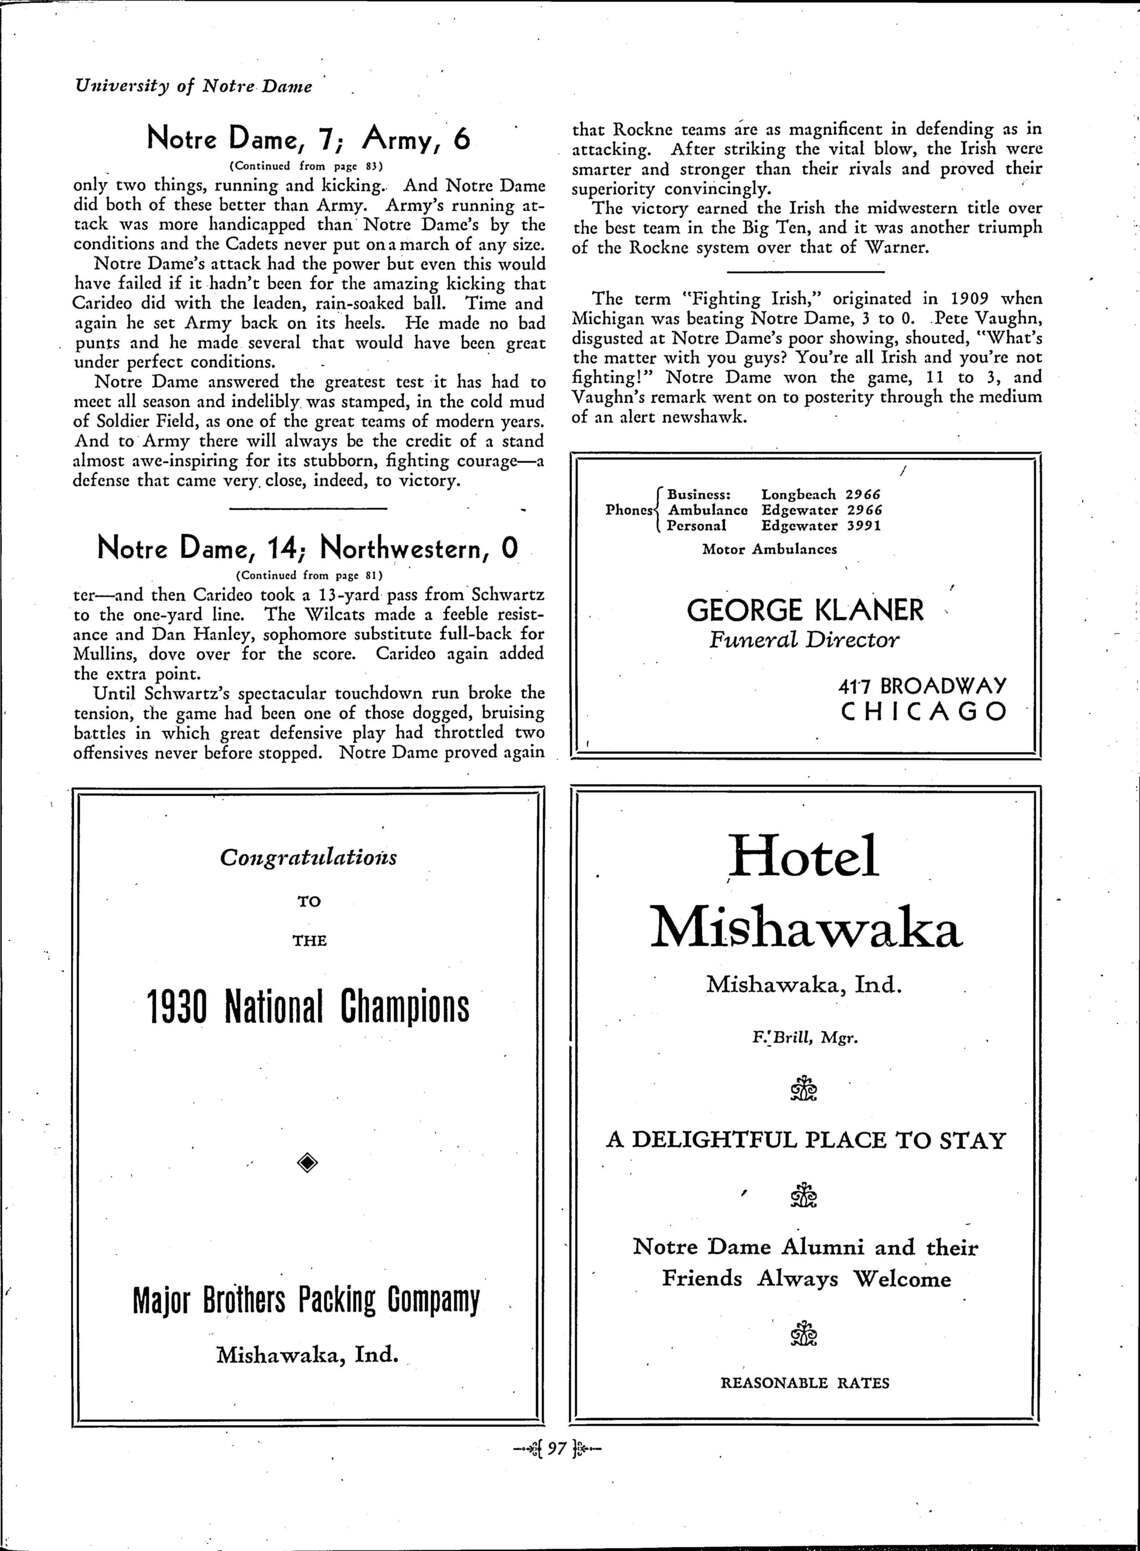 University of Notre Dame
Notre Dame, 7; Army, 6
(Continued from page 83)
only two things, running and kicking. And Notre Dame
did both of these better than Army. Army's running at-
tack was more handicapped than Notre Dame's by the
conditions and the Cadets never put on a march of any size.
Notre Dame's attack had the power but even this would
have failed if it hadn't been for the amazing kicking that
Carideo did with the leaden, rain-soaked ball. Time and
again he set Army back on its heels. He made no bad
punts and he made several that would have been great
under perfect conditions.
Notre Dame answered the greatest test it has had to
meet all season and indelibly was stamped, in the cold mud
of Soldier Field, as one of the great teams of modern years.
And to Army there will always be the credit of a stand
almost awe-inspiring for its stubborn, fighting courage—a
defense that came very close, indeed, to victory.
Notre Dame, 14; Northwestern, 0
(Continued from page 81)
ter—and then Carideo took a 13-yard pass from Schwartz
to the one-yard line. The Wilcats made a feeble resist-
ance and Dan Hanley, sophomore substitute full-back for
Mullins, dove over for the score. Carideo again added
the extra point.
Until Schwartz's spectacular touchdown run broke the
tension, the game had been one of those dogged, bruising
battles in which great defensive play had throttled two
offensives never before stopped. Notre Dame proved again
that Rockne teams are as magnificent in defending as in
attacking. After striking the vital blow, the Irish were
smarter and stronger than their rivals and proved their
superiority convincingly.
The victory earned the Irish the midwestern title over
the best team in the Big Ten, and it was another triumph
of the Rockne system over that of Warner.
The term "Fighting Irish," originated in 1909 when
Michigan was beating Notre Dame, 3 to 0. Pete Vaughn,
disgusted at Notre Dame's poor showing, shouted, "What's
the matter with you guys? You're all Irish and you're not
fighting!" Notre Dame won the game, 11 to 3, and
Vaughn's remark went on to posterity through the medium
of an alert newshawk.
Business: Longbeach 2966
Phones Ambulance Edgewater 2966
Personal Edgewater 3991
Motor Ambulances
GEORGE KLANER
Funeral Director
417 BROADWAY
CHICAGO
Congratulations
TO
THE
1930 National Champions
Major Brothers Packing Compamy
Mishawaka, Ind.
Hotel
Mishawaka
Mishawaka, Ind.
F. Brill, Mgr.
A DELIGHTFUL PLACE TO STAY
Notre Dame Alumni and their
Friends Always Welcome
REASONABLE RATES
97